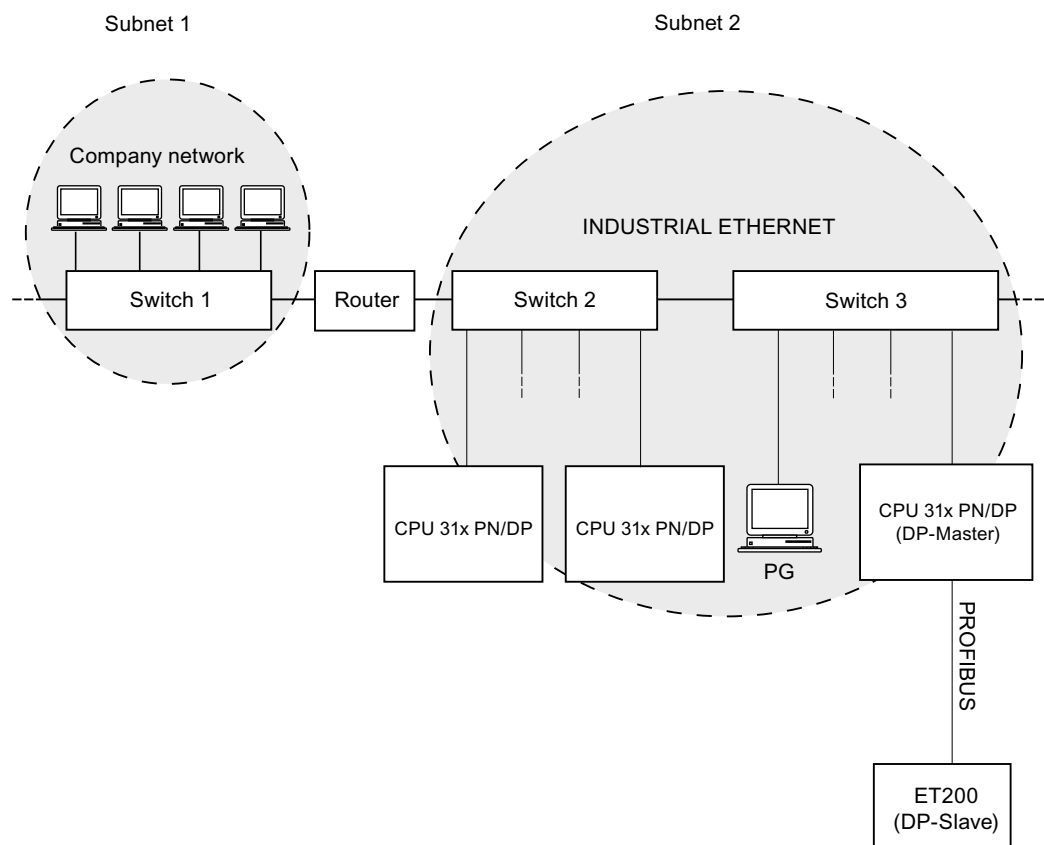 Subnet 1
Subnet 2
Company network
INDUSTRIAL ETHERNET
Switch 1
Router
Switch 2
Switch 3
CPU 31x PN/DP
CPU 31x PN/DP
PG
CPU 31x PN/DP
(DP-Master)
PROFIBUS
ET200
(DP-Slave)